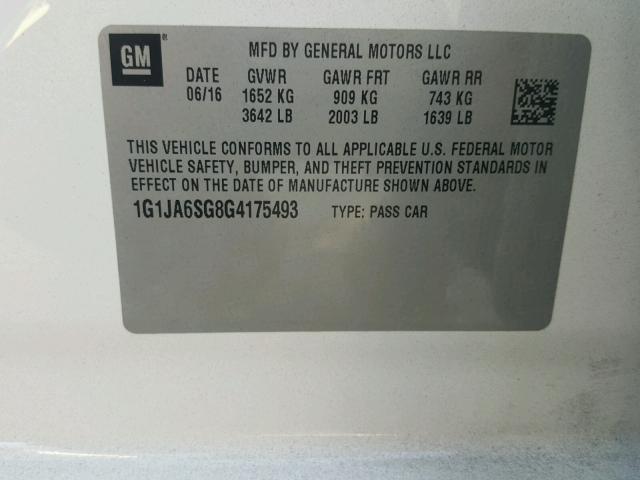 GM® MFD BY GENERAL MOTORS LLC
DATE GVWR GAWR FRT GAWR RR
06/16 1652 KG 909 KG 743 KG
3642 LB 2003 LB 1639 LB
THIS VEHICLE CONFORMS TO ALL APPLICABLE U.S. FEDERAL MOTOR
VEHICLE SAFETY, BUMPER, AND THEFT PREVENTION STANDARDS IN
EFFECT ON THE DATE OF MANUFACTURE SHOWN ABOVE.
1G1JA6SG8G4175493 TYPE: PASS CAR